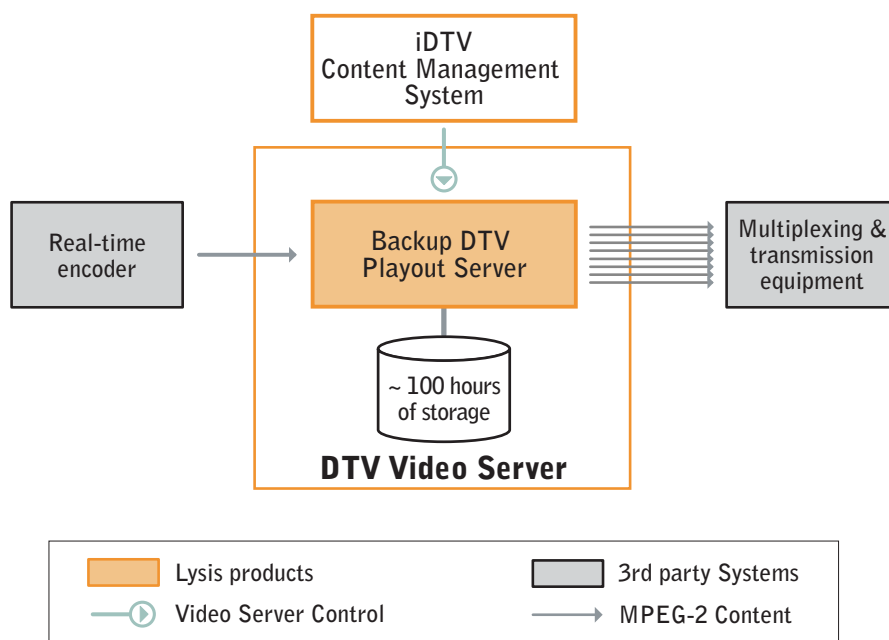 iDTV
Content Management
System
Real-time
encoder
Backup DTV
Playout Server
Multiplexing &
transmission
equipment
~ 100 hours
of storage
DTV Video Server
Lysis products
3rd party Systems
Video Server Control
MPEG-2 Content